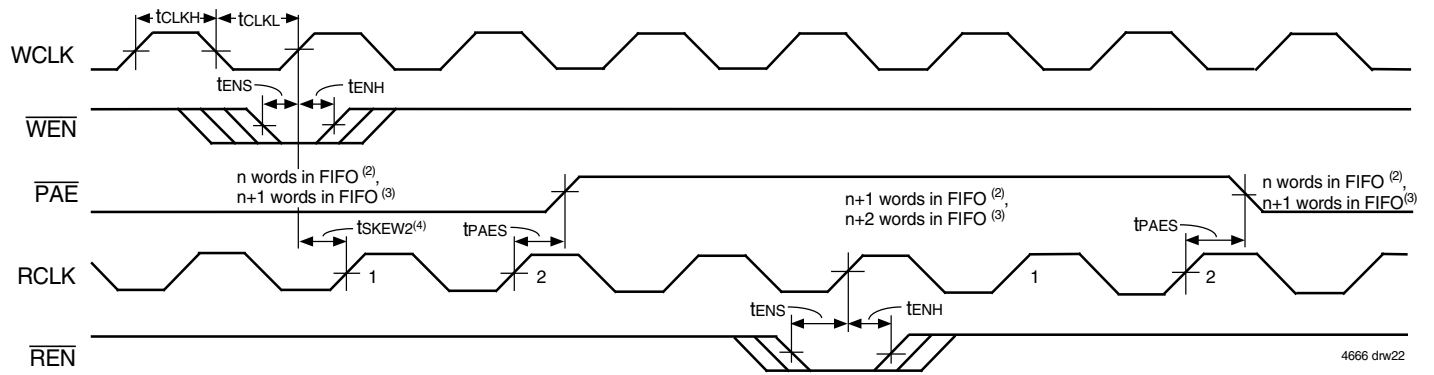 tCLKH
tCLKL
WCLK
tENS
tENH
WEN
PAE
n words in FIFO (2),
n+1 words in FIFO (3)
n+1 words in FIFO (2),
n+2 words in FIFO (3)
n words in FIFO (2),
n+1 words in FIFO(3)
tSKEW2(4)
tPAES
tPAES
RCLK
1
2
1
2
tENS
tENH
REN
4666 drw22